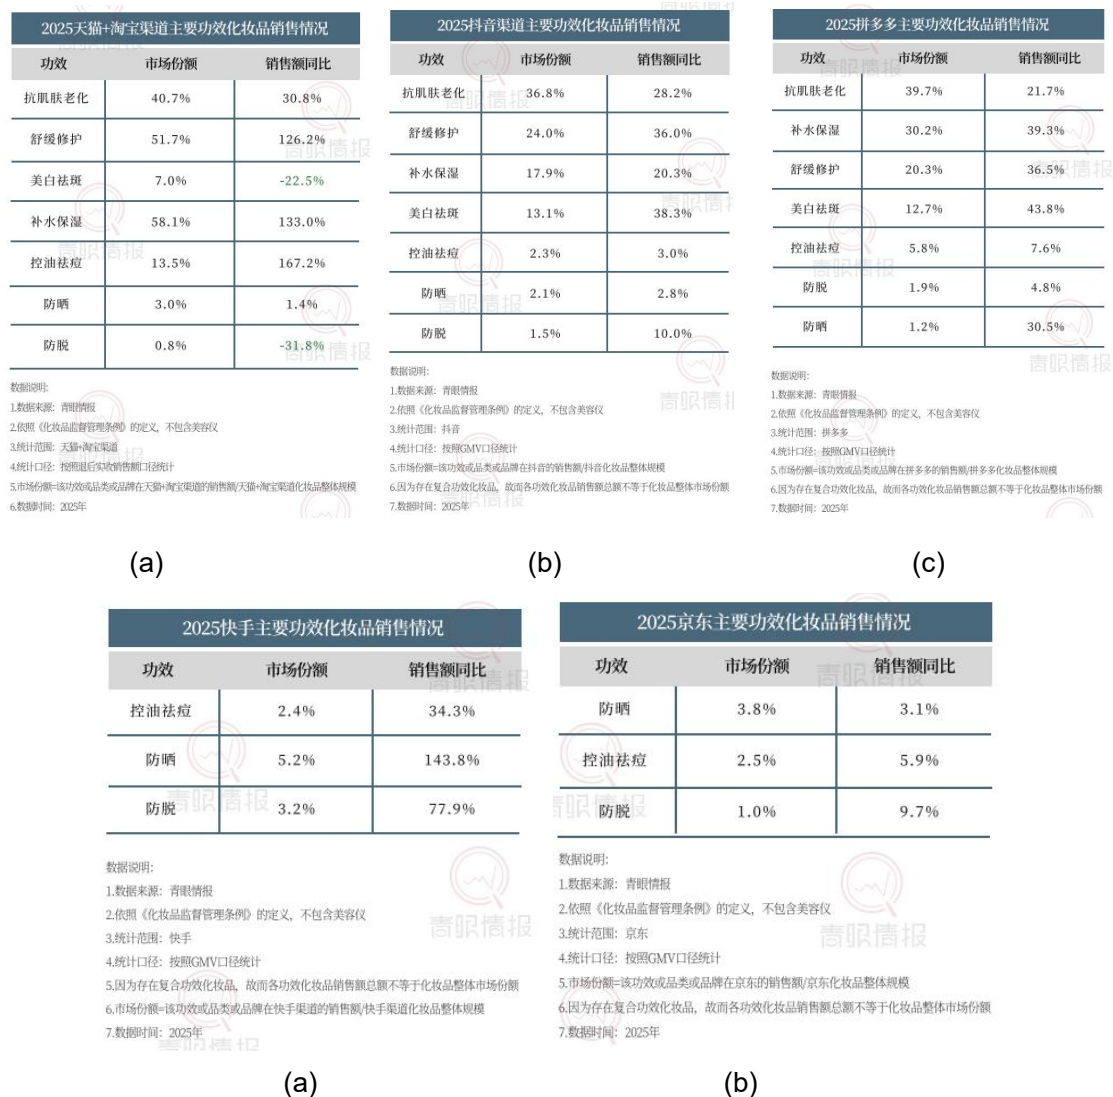 2025天猫+淘宝渠道主要功效化妆品销售情况
功效 市场份额 销售额同比
抗肌肤老化 40.7% 30.8%
舒缓修护 51.7% 126.2%
美白祛斑 7.0% -22.5%
补水保湿 58.1% 133.0%
控油祛痘 13.5% 167.2%
防晒 3.0% 1.4%
防脱 0.8% -31.8%
数据说明:
1.数据来源：青眼情报
2.依照《化妆品监督管理条例》的定义，不包含美容仪
3.统计范围：天猫+淘宝渠道
4.统计口径：按照退后实收销售额口径统计
5.市场份额=该功效或品类或品牌在天猫+淘宝渠道的销售额/天猫+淘宝渠道化妆品整体规模
6.数据时间：2025年
(a)
2025抖音渠道主要功效化妆品销售情况
功效 市场份额 销售额同比
抗肌肤老化 36.8% 28.2%
舒缓修护 24.0% 36.0%
补水保湿 17.9% 20.3%
美白祛斑 13.1% 38.3%
控油祛痘 2.3% 3.0%
防晒 2.1% 2.8%
防脱 1.5% 10.0%
数据说明:
1.数据来源：青眼情报
2.依照《化妆品监督管理条例》的定义，不包含美容仪
3.统计范围：抖音
4.统计口径：按照GMV口径统计
5.市场份额=该功效或品类或品牌在抖音的销售额/抖音化妆品整体规模
6.因为存在复合功效化妆品，故而各功效化妆品销售额总额不等于化妆品整体市场份额
7.数据时间：2025年
(b)
2025拼多多主要功效化妆品销售情况
功效 市场份额 销售额同比
抗肌肤老化 39.7% 21.7%
补水保湿 30.2% 39.3%
舒缓修护 20.3% 36.5%
美白祛斑 12.7% 43.8%
控油祛痘 5.8% 7.6%
防脱 1.9% 4.8%
防晒 1.2% 30.5%
数据说明:
1.数据来源：青眼情报
2.依照《化妆品监督管理条例》的定义，不包含美容仪
3.统计范围：拼多多
4.统计口径：按照GMV口径统计
5.市场份额=该功效或品类或品牌在拼多多的销售额/拼多多化妆品整体规模
6.因为存在复合功效化妆品，故而各功效化妆品销售额总额不等于化妆品整体市场份额
7.数据时间：2025年
(c)
2025快手主要功效化妆品销售情况
功效 市场份额 销售额同比
控油祛痘 2.4% 34.3%
防晒 5.2% 143.8%
防脱 3.2% 77.9%
数据说明:
1.数据来源：青眼情报
2.依照《化妆品监督管理条例》的定义，不包含美容仪
3.统计范围：快手
4.统计口径：按照GMV口径统计
5.因为存在复合功效化妆品，故而各功效化妆品销售额总额不等于化妆品整体市场份额
6.市场份额=该功效或品类或品牌在快手渠道的销售额/快手渠道化妆品整体规模
7.数据时间：2025年
(a)
2025京东主要功效化妆品销售情况
功效 市场份额 销售额同比
防晒 3.8% 3.1%
控油祛痘 2.5% 5.9%
防脱 1.0% 9.7%
数据说明:
1.数据来源：青眼情报
2.依照《化妆品监督管理条例》的定义，不包含美容仪
3.统计范围：京东
4.统计口径：按照GMV口径统计
5.市场份额=该功效或品类或品牌在京东的销售额/京东化妆品整体规模
6.因为存在复合功效化妆品，故而各功效化妆品销售额总额不等于化妆品整体市场份额
7.数据时间：2025年
(b)